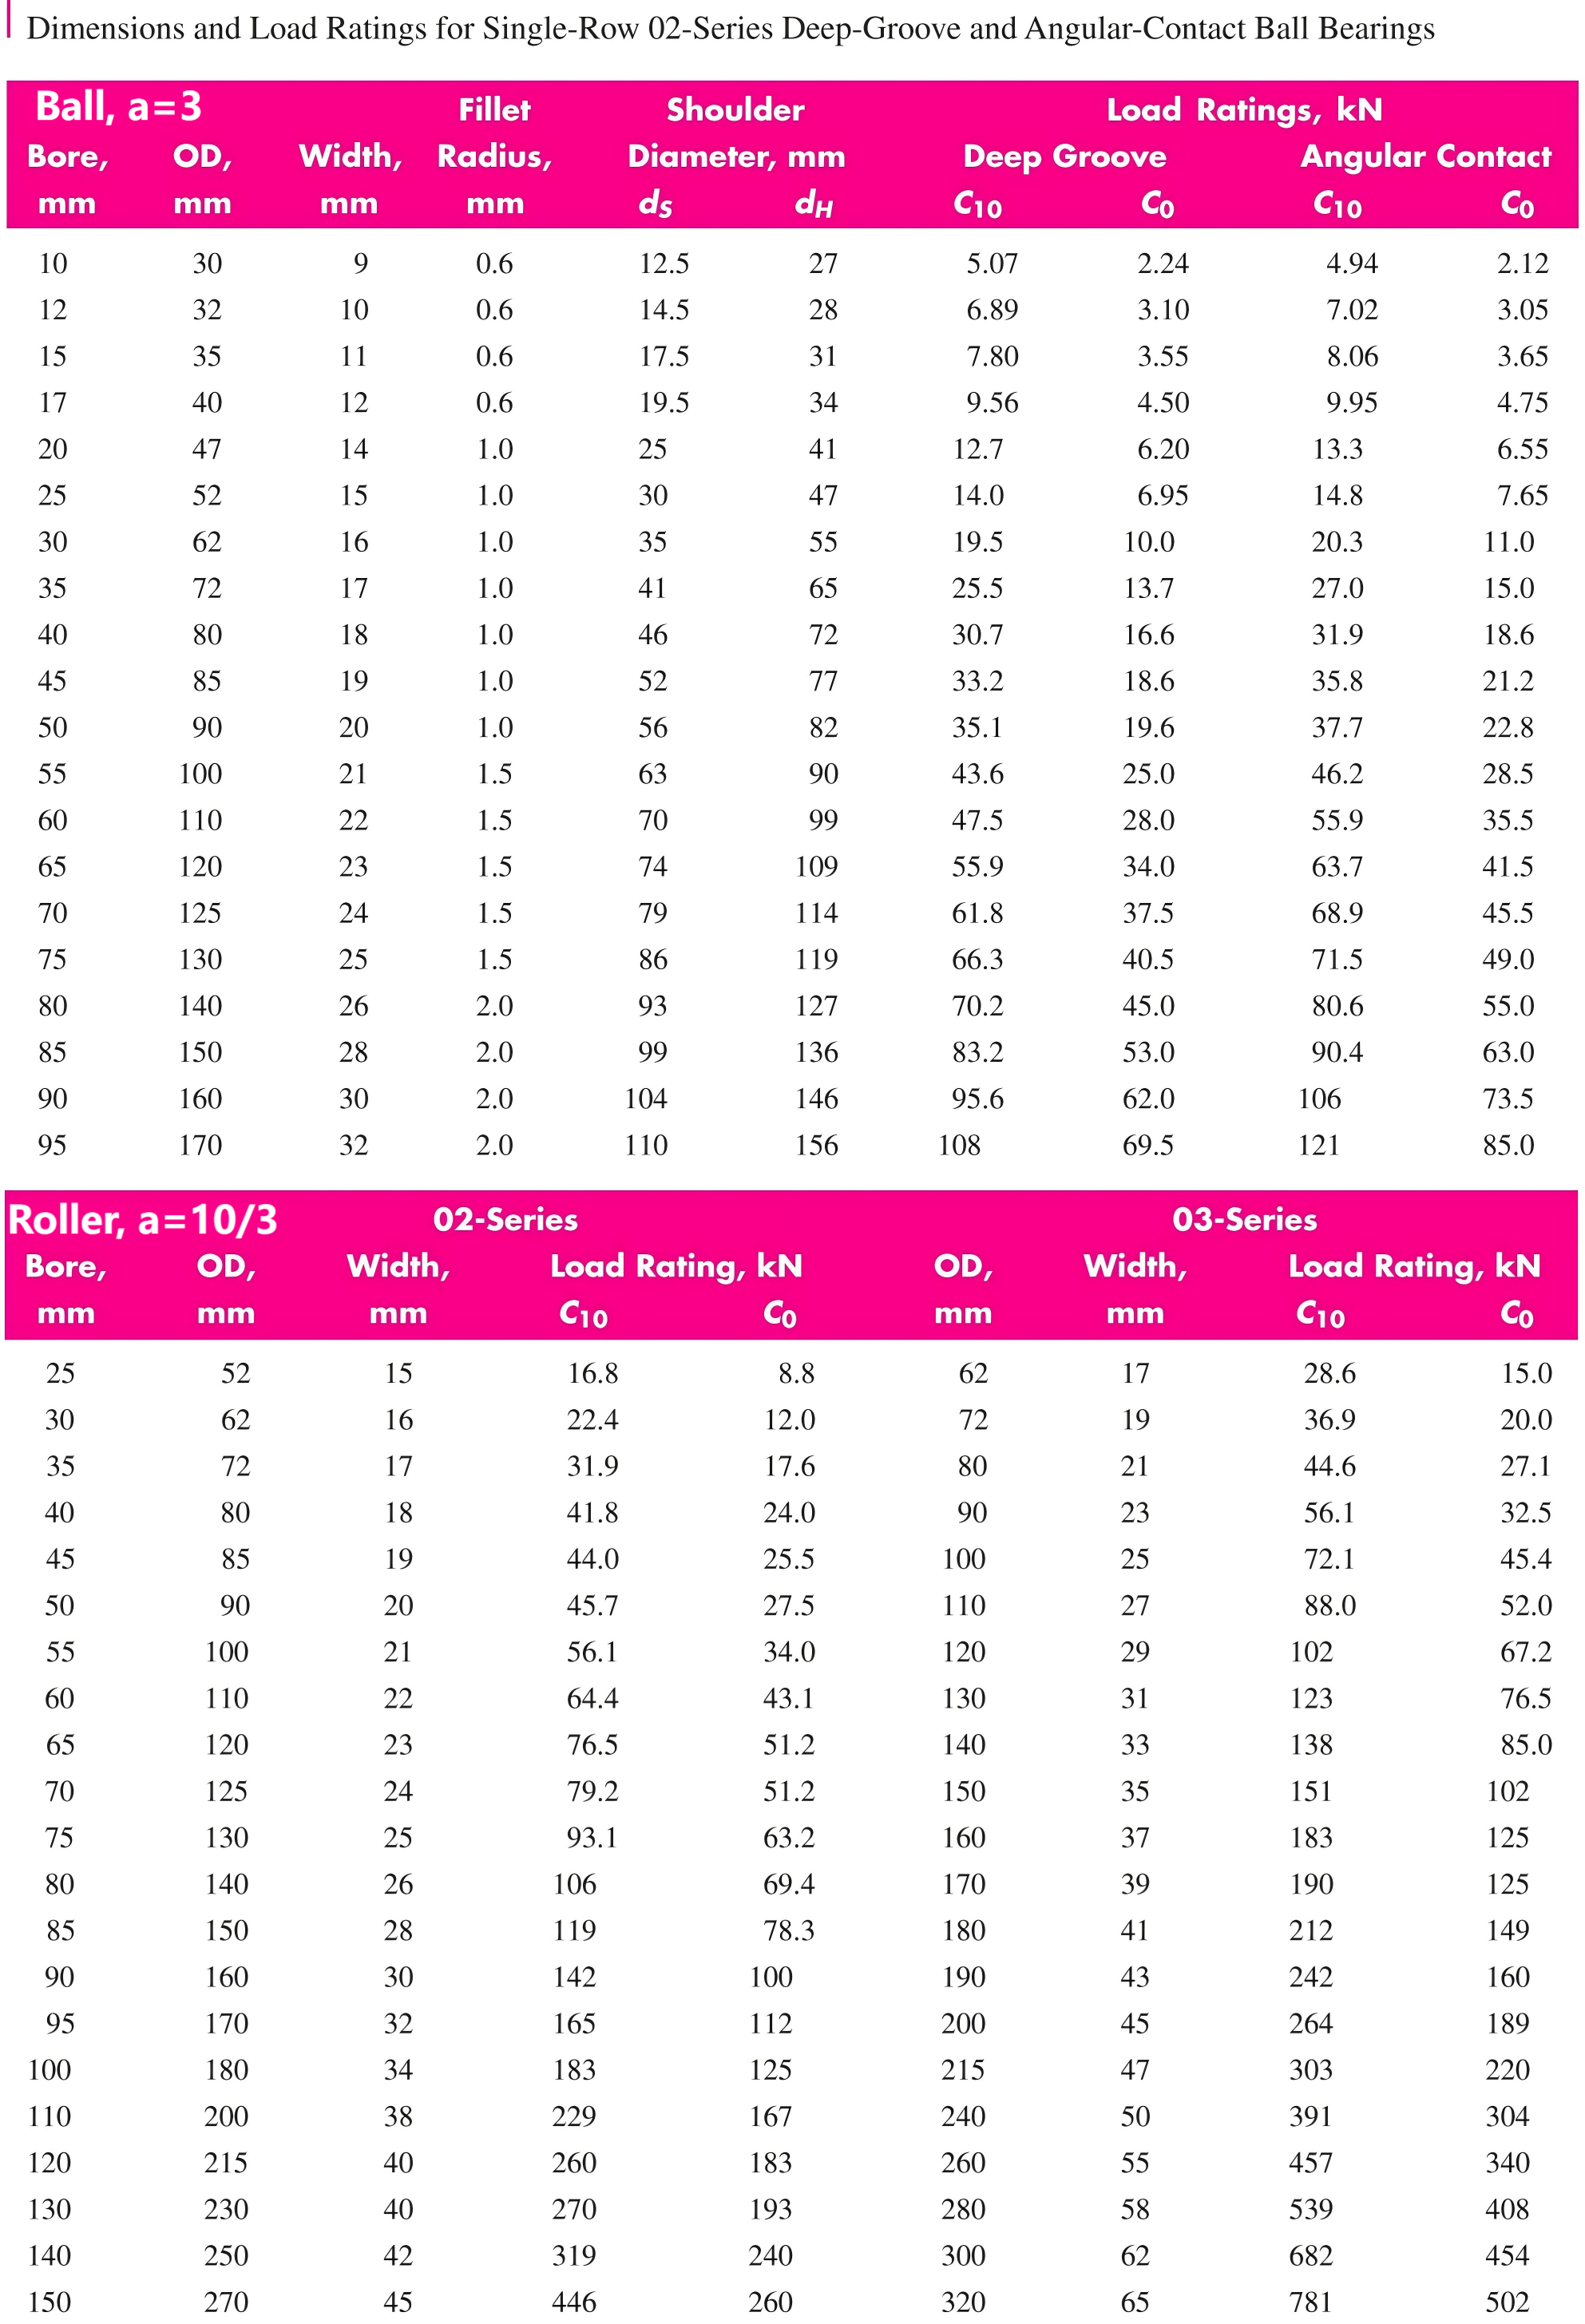 Dimensions and Load Ratings for Single-Row 02-Series Deep-Groove and Angular-Contact Ball Bearings
Ball, a=3 Fillet Shoulder Load Ratings, kN
Bore, OD, Width, Radius, Diameter, mm Deep Groove Angular Contact
mm mm mm mm dS dH C10 C0 C10 C0
10 30 9 0.6 12.5 27 5.07 2.24 4.94 2.12
12 32 10 0.6 14.5 28 6.89 3.10 7.02 3.05
15 35 11 0.6 17.5 31 7.80 3.55 8.06 3.65
17 40 12 0.6 19.5 34 9.56 4.50 9.95 4.75
20 47 14 1.0 25 41 12.7 6.20 13.3 6.55
25 52 15 1.0 30 47 14.0 6.95 14.8 7.65
30 62 16 1.0 35 55 19.5 10.0 20.3 11.0
35 72 17 1.0 41 65 25.5 13.7 27.0 15.0
40 80 18 1.0 46 72 30.7 16.6 31.9 18.6
45 85 19 1.0 52 77 33.2 18.6 35.8 21.2
50 90 20 1.0 56 82 35.1 19.6 37.7 22.8
55 100 21 1.5 63 90 43.6 25.0 46.2 28.5
60 110 22 1.5 70 99 47.5 28.0 55.9 35.5
65 120 23 1.5 74 109 55.9 34.0 63.7 41.5
70 125 24 1.5 79 114 61.8 37.5 68.9 45.5
75 130 25 1.5 86 119 66.3 40.5 71.5 49.0
80 140 26 2.0 93 127 70.2 45.0 80.6 55.0
85 150 28 2.0 99 136 83.2 53.0 90.4 63.0
90 160 30 2.0 104 146 95.6 62.0 106 73.5
95 170 32 2.0 110 156 108 69.5 121 85.0
Roller, a=10/3 02-Series 03-Series
Bore, OD, Width, Load Rating, kN OD, Width, Load Rating, kN
mm mm mm C10 C0 mm mm C10 C0
25 52 15 16.8 8.8 62 17 28.6 15.0
30 62 16 22.4 12.0 72 19 36.9 20.0
35 72 17 31.9 17.6 80 21 44.6 27.1
40 80 18 41.8 24.0 90 23 56.1 32.5
45 85 19 44.0 25.5 100 25 72.1 45.4
50 90 20 45.7 27.5 110 27 88.0 52.0
55 100 21 56.1 34.0 120 29 102 67.2
60 110 22 64.4 43.1 130 31 123 76.5
65 120 23 76.5 51.2 140 33 138 85.0
70 125 24 79.2 51.2 150 35 151 102
75 130 25 93.1 63.2 160 37 183 125
80 140 26 106 69.4 170 39 190 125
85 150 28 119 78.3 180 41 212 149
90 160 30 142 100 190 43 242 160
95 170 32 165 112 200 45 264 189
100 180 34 183 125 215 47 303 220
110 200 38 229 167 240 50 391 304
120 215 40 260 183 260 55 457 340
130 230 40 270 193 280 58 539 408
140 250 42 319 240 300 62 682 454
150 270 45 446 260 320 65 781 502